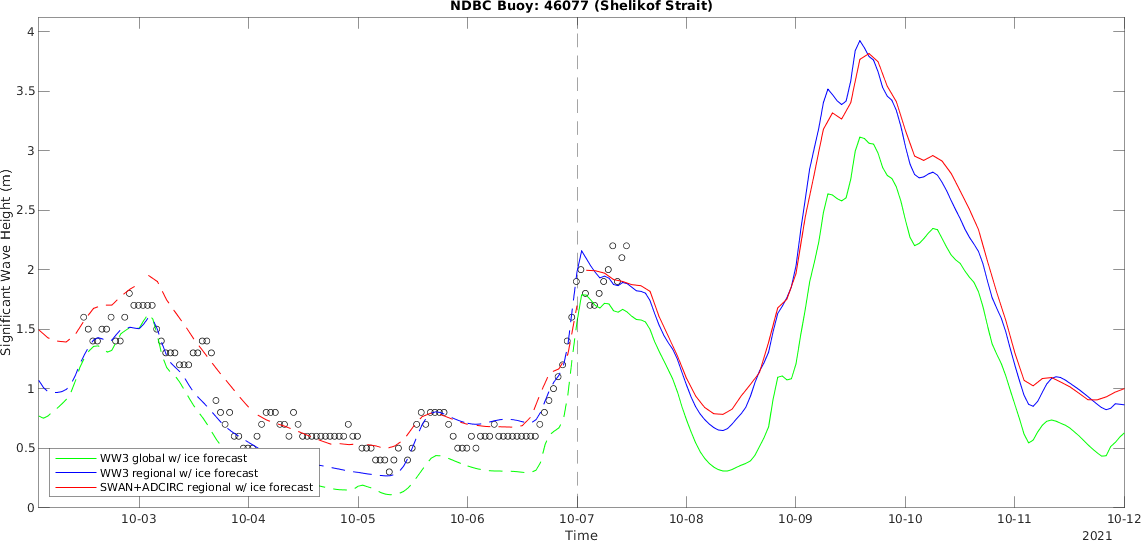 NDBC Buoy: 46077 (Shelikof Strait)
4
3.5
3
2.5
2
1.5
1
0.5
0
Significant Wave Height (m)
WW3 global w/ ice forecast
WW3 regional w/ ice forecast
SWAN+ADCIRC regional w/ ice forecast
10-03 10-04 10-05 10-06 10-07 10-08 10-09 10-10 10-11 10-12
Time
2021